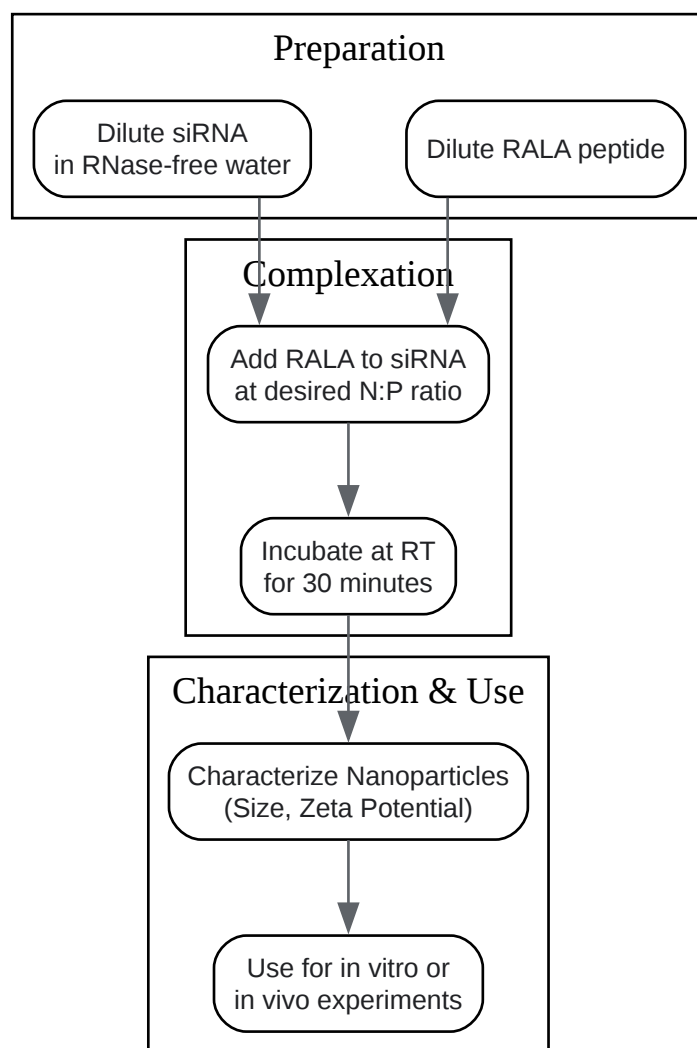 Preparation
Dilute siRNA
in RNase-free water
Dilute RALA peptide
Complexation
Add RALA to siRNA
at desired N:P ratio
Incubate at RT
for 30 minutes
Characterization & Use
Characterize Nanoparticles
(Size, Zeta Potential)
Use for in vitro or
in vivo experiments